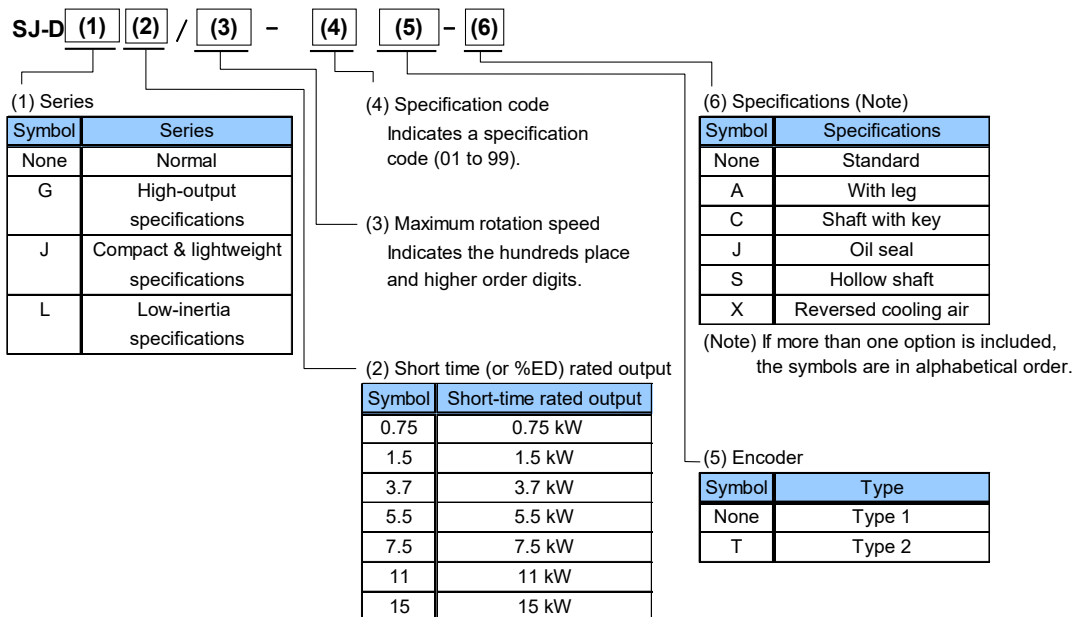 SJ-D (1) (2) / (3) - (4) (5) - (6)
(1) Series
Symbol Series
None Normal
G High-output
specifications
J Compact & lightweight
specifications
L Low-inertia
specifications
(4) Specification code
Indicates a specification
code (01 to 99).
(3) Maximum rotation speed
Indicates the hundreds place
and higher order digits.
(2) Short time (or %ED) rated output
Symbol Short-time rated output
0.75 0.75 kW
1.5 1.5 kW
3.7 3.7 kW
5.5 5.5 kW
7.5 7.5 kW
11 11 kW
15 15 kW
(6) Specifications (Note)
Symbol Specifications
None Standard
A With leg
C Shaft with key
J Oil seal
S Hollow shaft
X Reversed cooling air
(Note) If more than one option is included,
the symbols are in alphabetical order.
(5) Encoder
Symbol Type
None Type 1
T Type 2